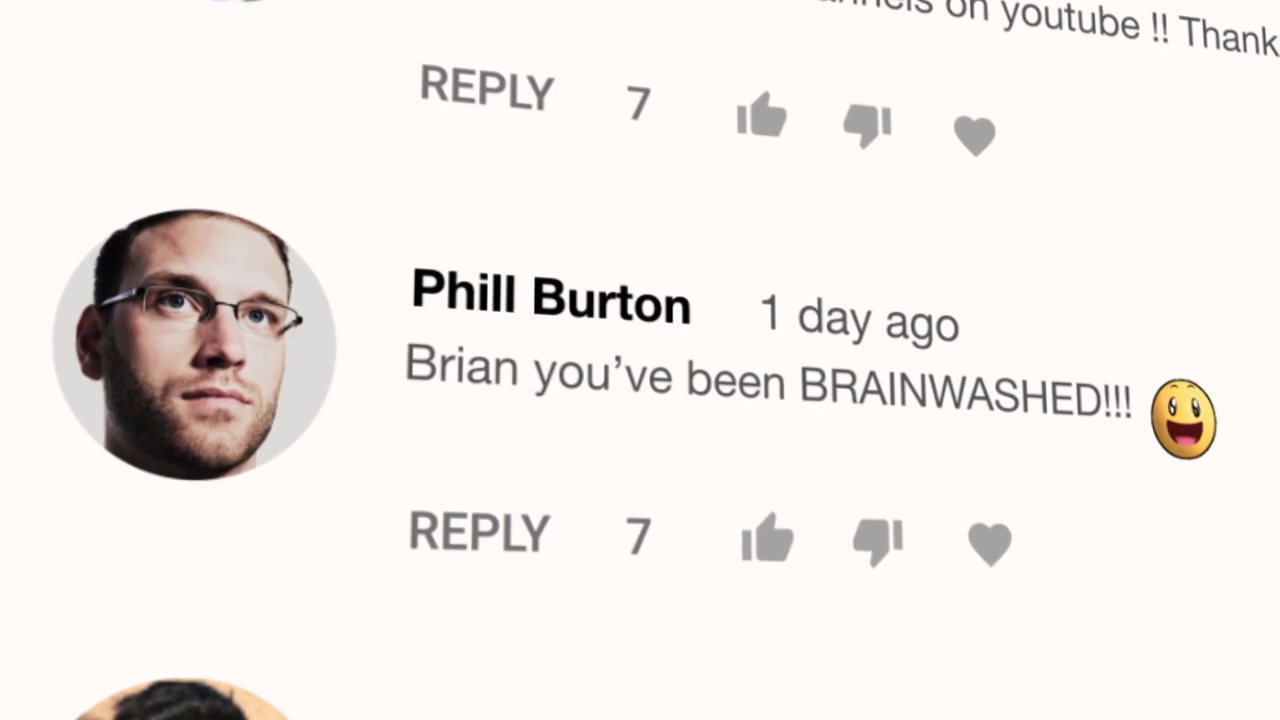 on youtube !! Thank
REPLY 7
Phill Burton 1 day ago
Brian you’ve been BRAINWASHED!!!
REPLY 7